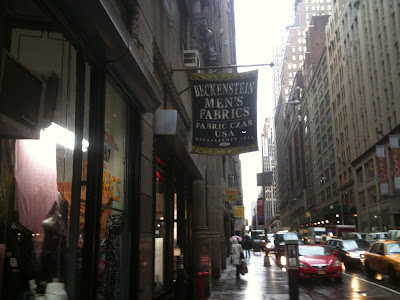 BECKENSTEIN
MEN'S
FABRICS
FABRIC CZAR
USA